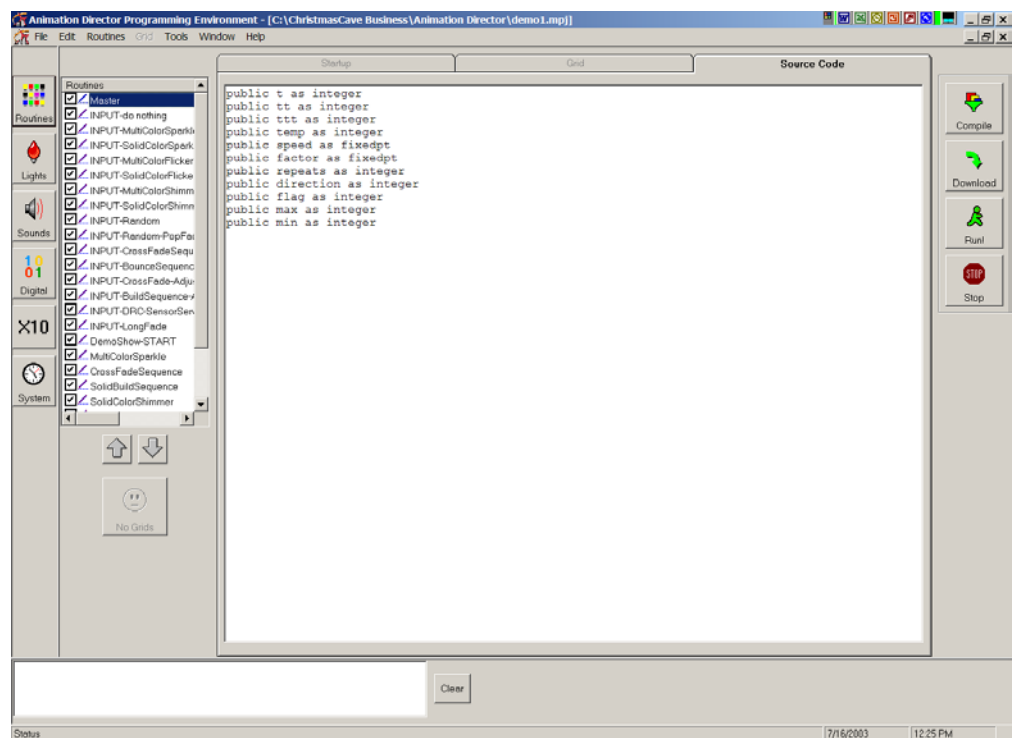 Animation Director Programming Environment - [C:\ChristmasCave Business\Animation Director\demo1.mpj]
File Edit Routines Grid Tools Window Help
Startup Grid Source Code
Routines
Lights
Sounds
1 0
0 1
Digital
X10
System
Routines
Master
INPUT-do nothing
INPUT-MultiColorSparkl
INPUT-SolidColorSpark
INPUT-MultiColorFlicker
INPUT-SolidColorFlicke
INPUT-MultiColorShimm
INPUT-SolidColorShimm
INPUT-Random
INPUT-Random-PopFa
INPUT-CrossFadeSequ
INPUT-BounceSequenc
INPUT-CrossFade-Adju
INPUT-BuildSequence-A
INPUT-DRC-SensorSen
INPUT-LongFade
DemoShow-START
MultiColorSparkle
CrossFadeSequence
SolidBuildSequence
SolidColorShimmer
No Grids
public t as integer
public tt as integer
public ttt as integer
public temp as integer
public speed as fixedpt
public factor as fixedpt
public repeats as integer
public direction as integer
public flag as integer
public max as integer
public min as integer
Compile
Download
Run!
STOP
Stop
Clear
Status 7/16/2003 12:25 PM